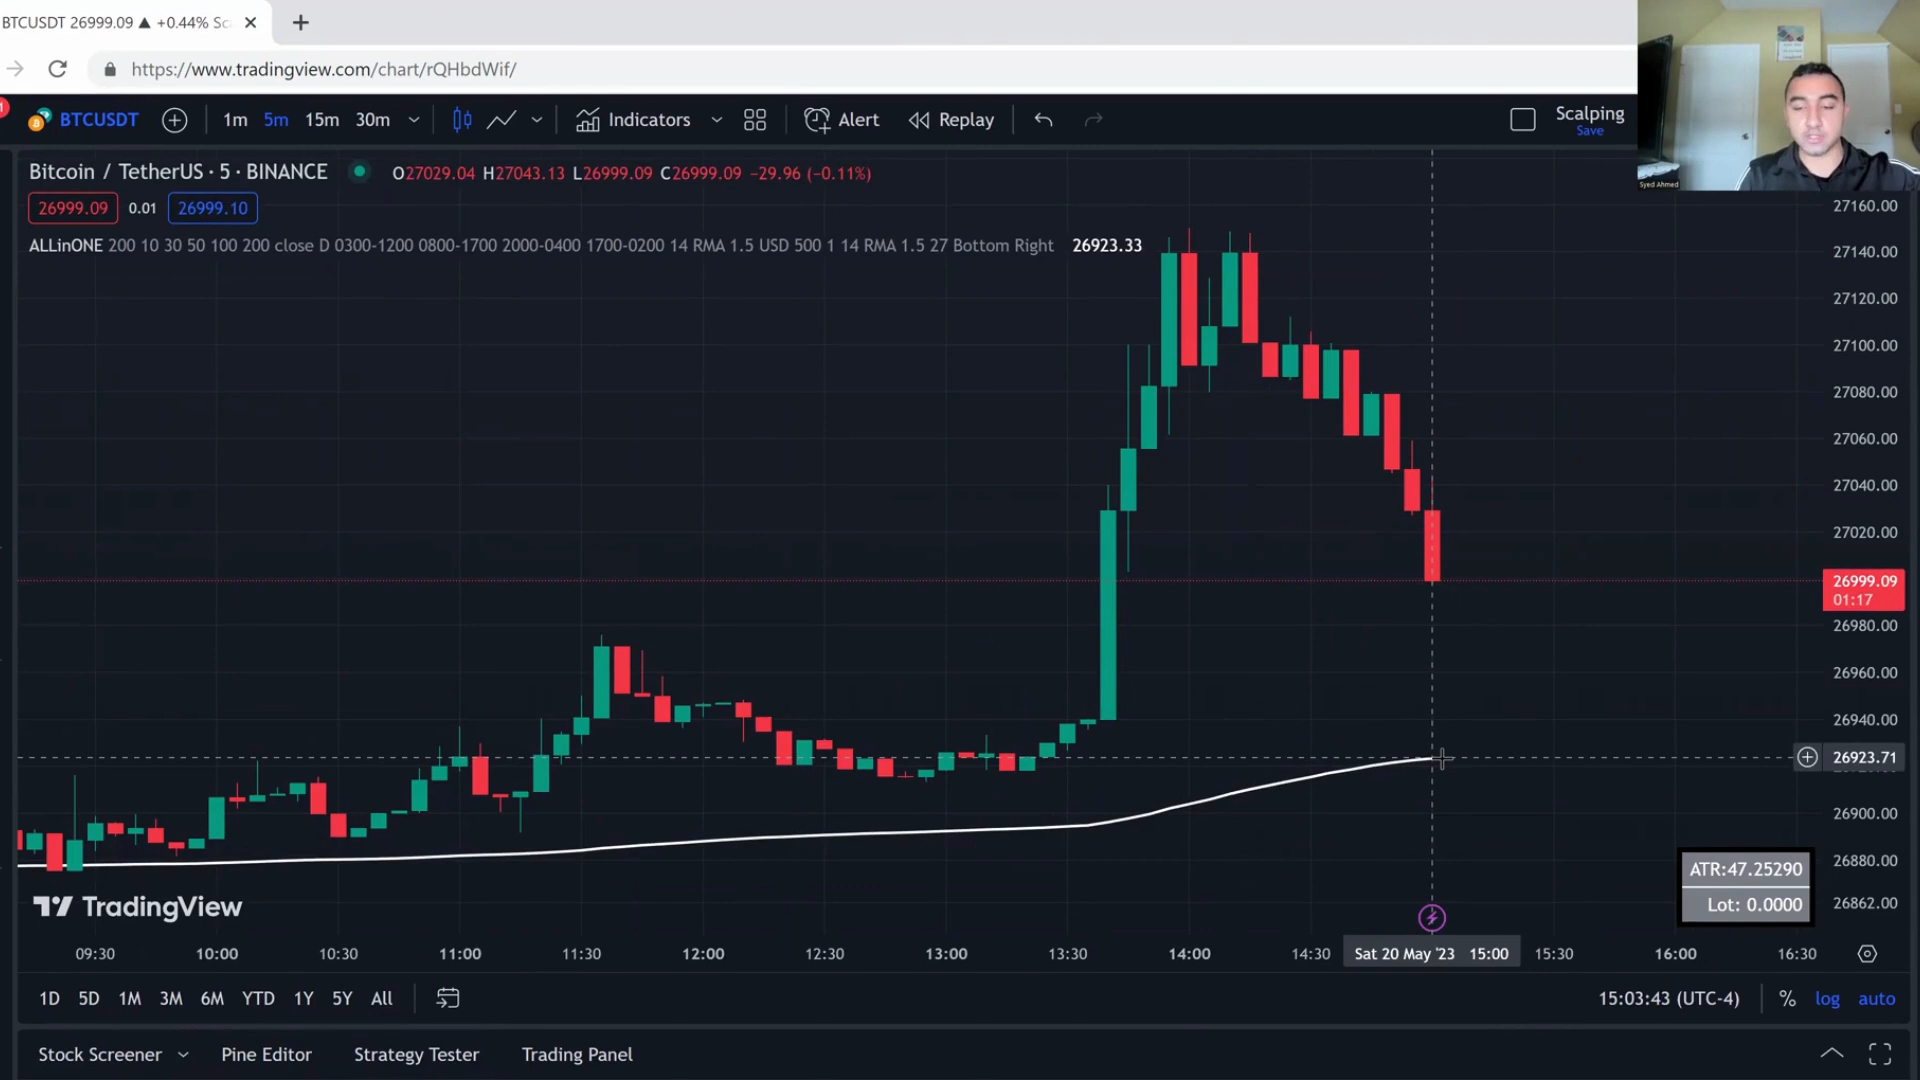 BTCUSDT 26999.09 ▲ +0.44% Sc
https://www.tradingview.com/chart/rQHbdWif/
BTCUSDT 1m 5m 15m 30m Indicators Alert Replay Scalping
Save
Syed Ahmed
Bitcoin / TetherUS · 5 · BINANCE O27029.04 H27043.13 L26999.09 C26999.09 −29.96 (−0.11%)
26999.09 0.01 26999.10
ALLinONE 200 10 30 50 100 200 close D 0300-1200 0800-1700 2000-0400 1700-0200 14 RMA 1.5 USD 500 1 14 RMA 1.5 27 Bottom Right 26923.33
27160.00
27140.00
27120.00
27100.00
27080.00
27060.00
27040.00
27020.00
26999.09
01:17
26980.00
26960.00
26940.00
26923.71
26900.00
26880.00
26862.00
ATR:47.25290
Lot: 0.0000
TradingView
09:30 10:00 10:30 11:00 11:30 12:00 12:30 13:00 13:30 14:00 14:30 Sat 20 May '23 15:00 15:30 16:00 16:30
1D 5D 1M 3M 6M YTD 1Y 5Y All 15:03:43 (UTC-4) % log auto
Stock Screener Pine Editor Strategy Tester Trading Panel